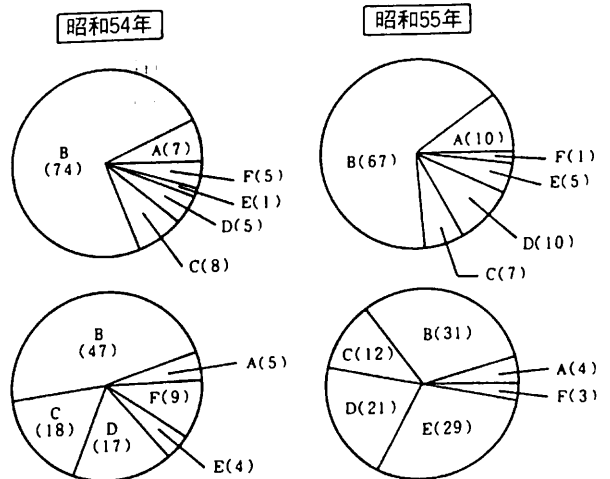 昭和54年
昭和55年
B
(74)
A(7)
F(5)
E(1)
D(5)
C(8)
B(67)
A(10)
F(1)
E(5)
D(10)
C(7)
B
(47)
A(5)
F(9)
E(4)
D
(17)
C
(18)
B(31)
A(4)
F(3)
E(29)
D(21)
C(12)